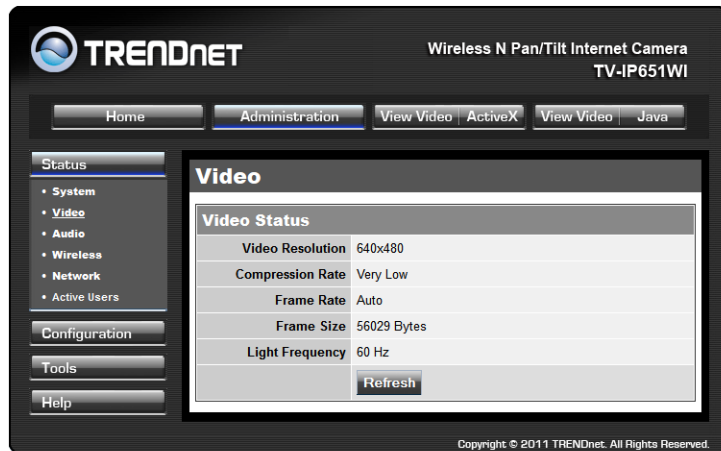 TRENDNET
Wireless N Pan/Tilt Internet Camera
TV-IP651WI
Home Administration View Video ActiveX View Video Java
Status
• System
• Video
• Audio
• Wireless
• Network
• Active Users
Configuration
Tools
Help
Video
Video Status
Video Resolution 640x480
Compression Rate Very Low
Frame Rate Auto
Frame Size 56029 Bytes
Light Frequency 60 Hz
Refresh
Copyright © 2011 TRENDnet. All Rights Reserved.